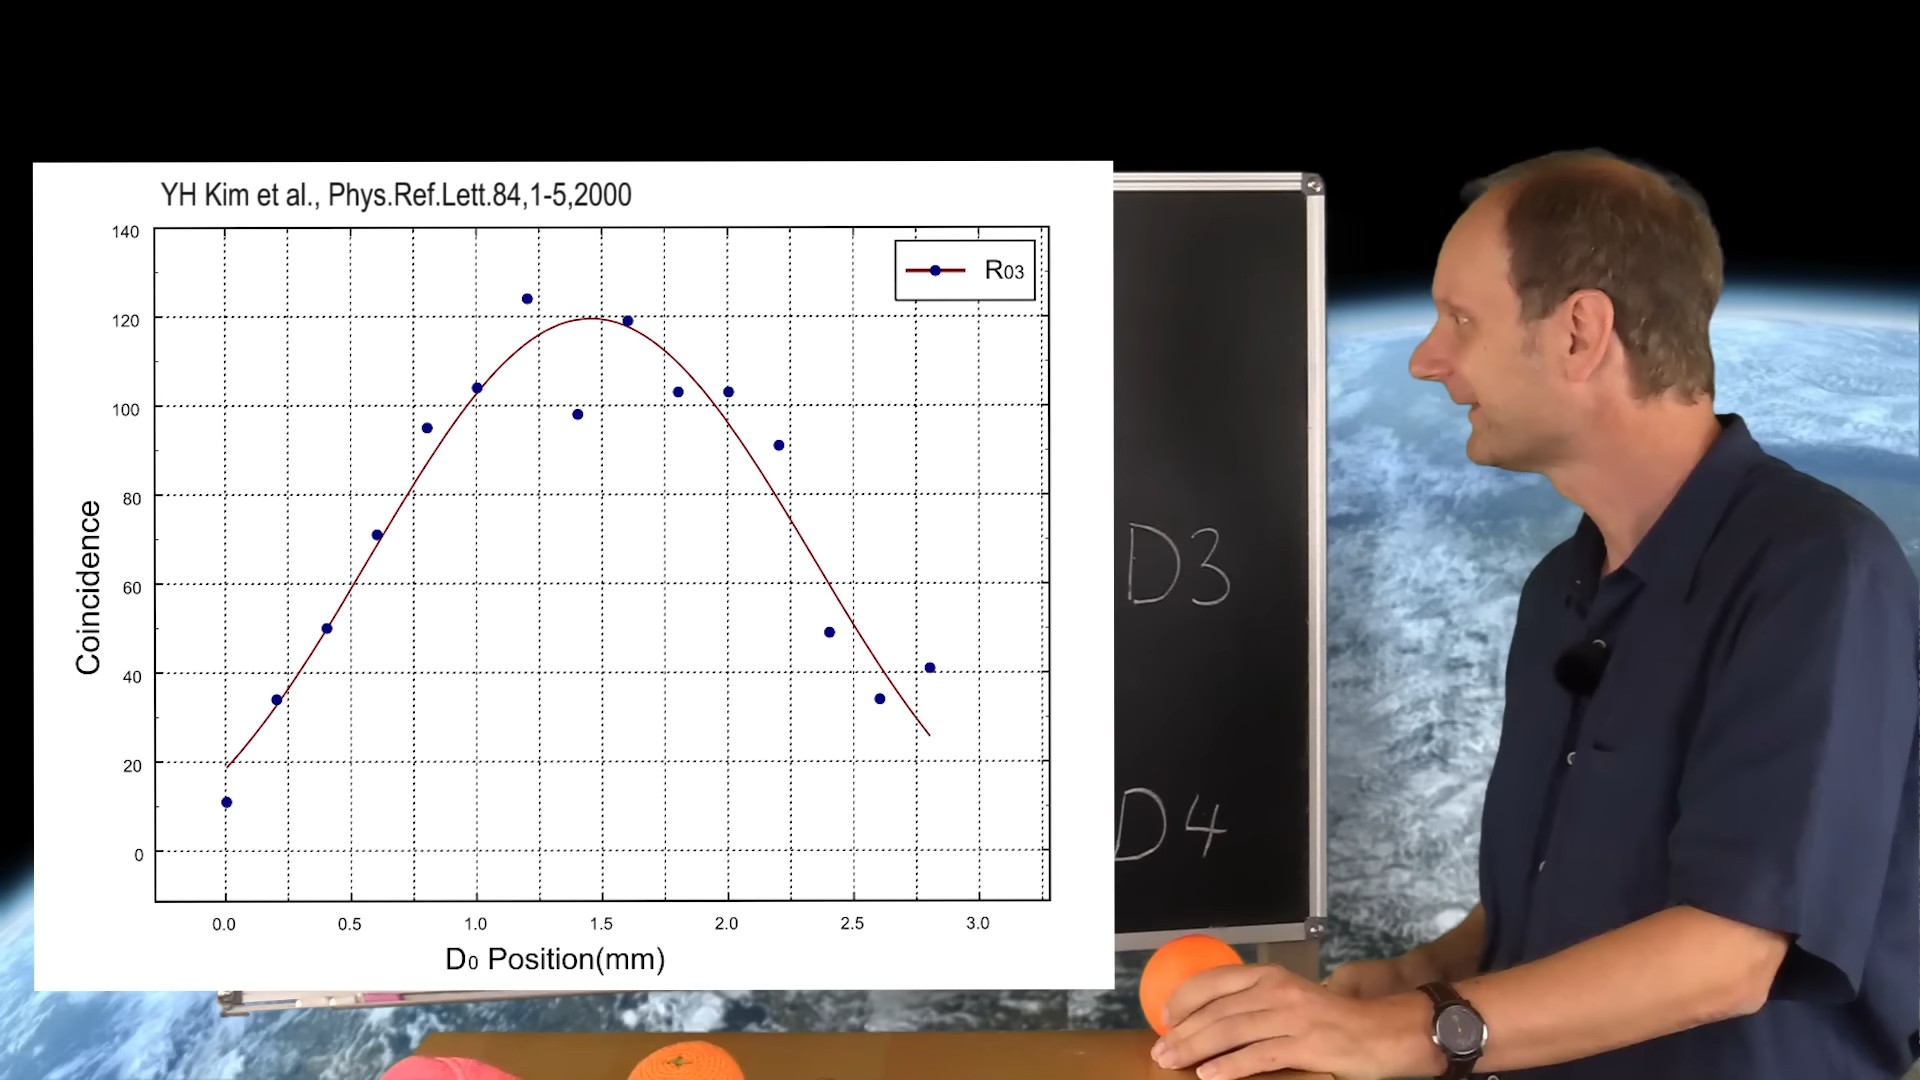 YH Kim et al., Phys.Ref.Lett.84,1-5,2000
140
120
100
80
60
40
20
0
Coincidence
R03
0.0 0.5 1.0 1.5 2.0 2.5 3.0
D0 Position(mm)
D3
D4